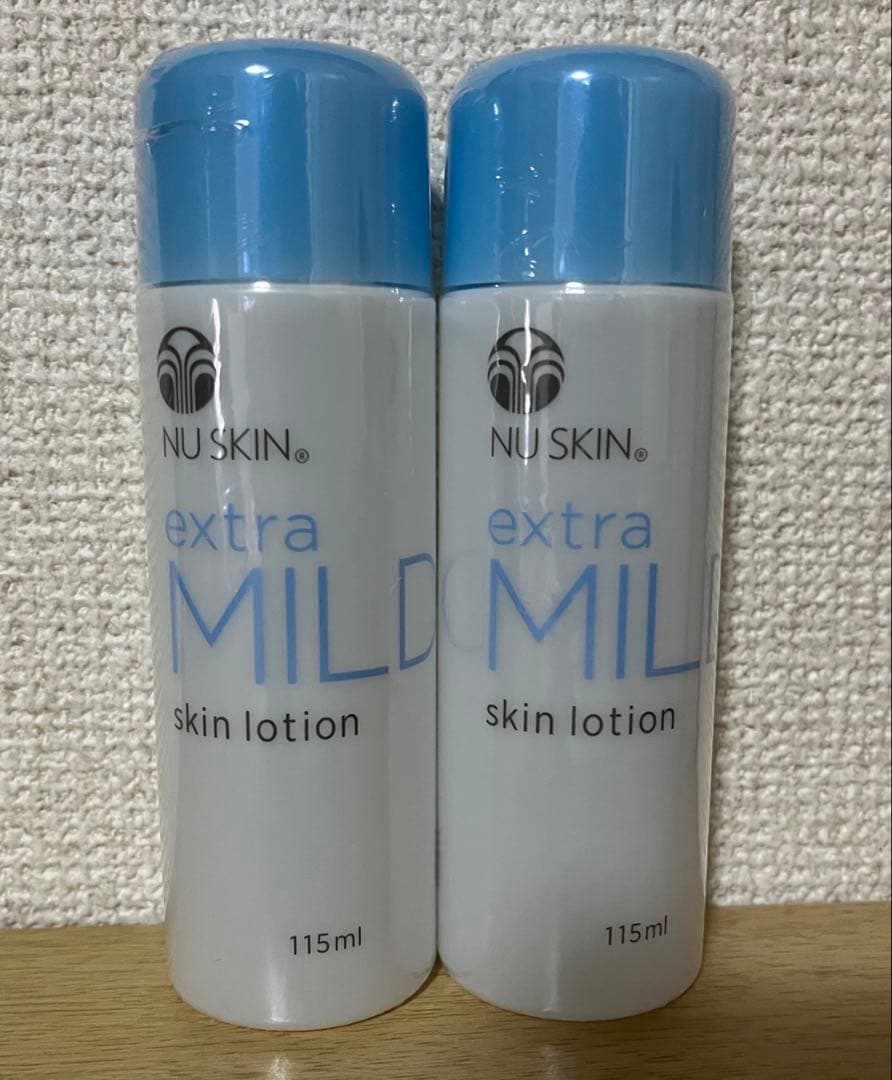 NU SKIN®
extra
MILD
skin lotion
115ml
NU SKIN®
extra
MILD
skin lotion
115ml